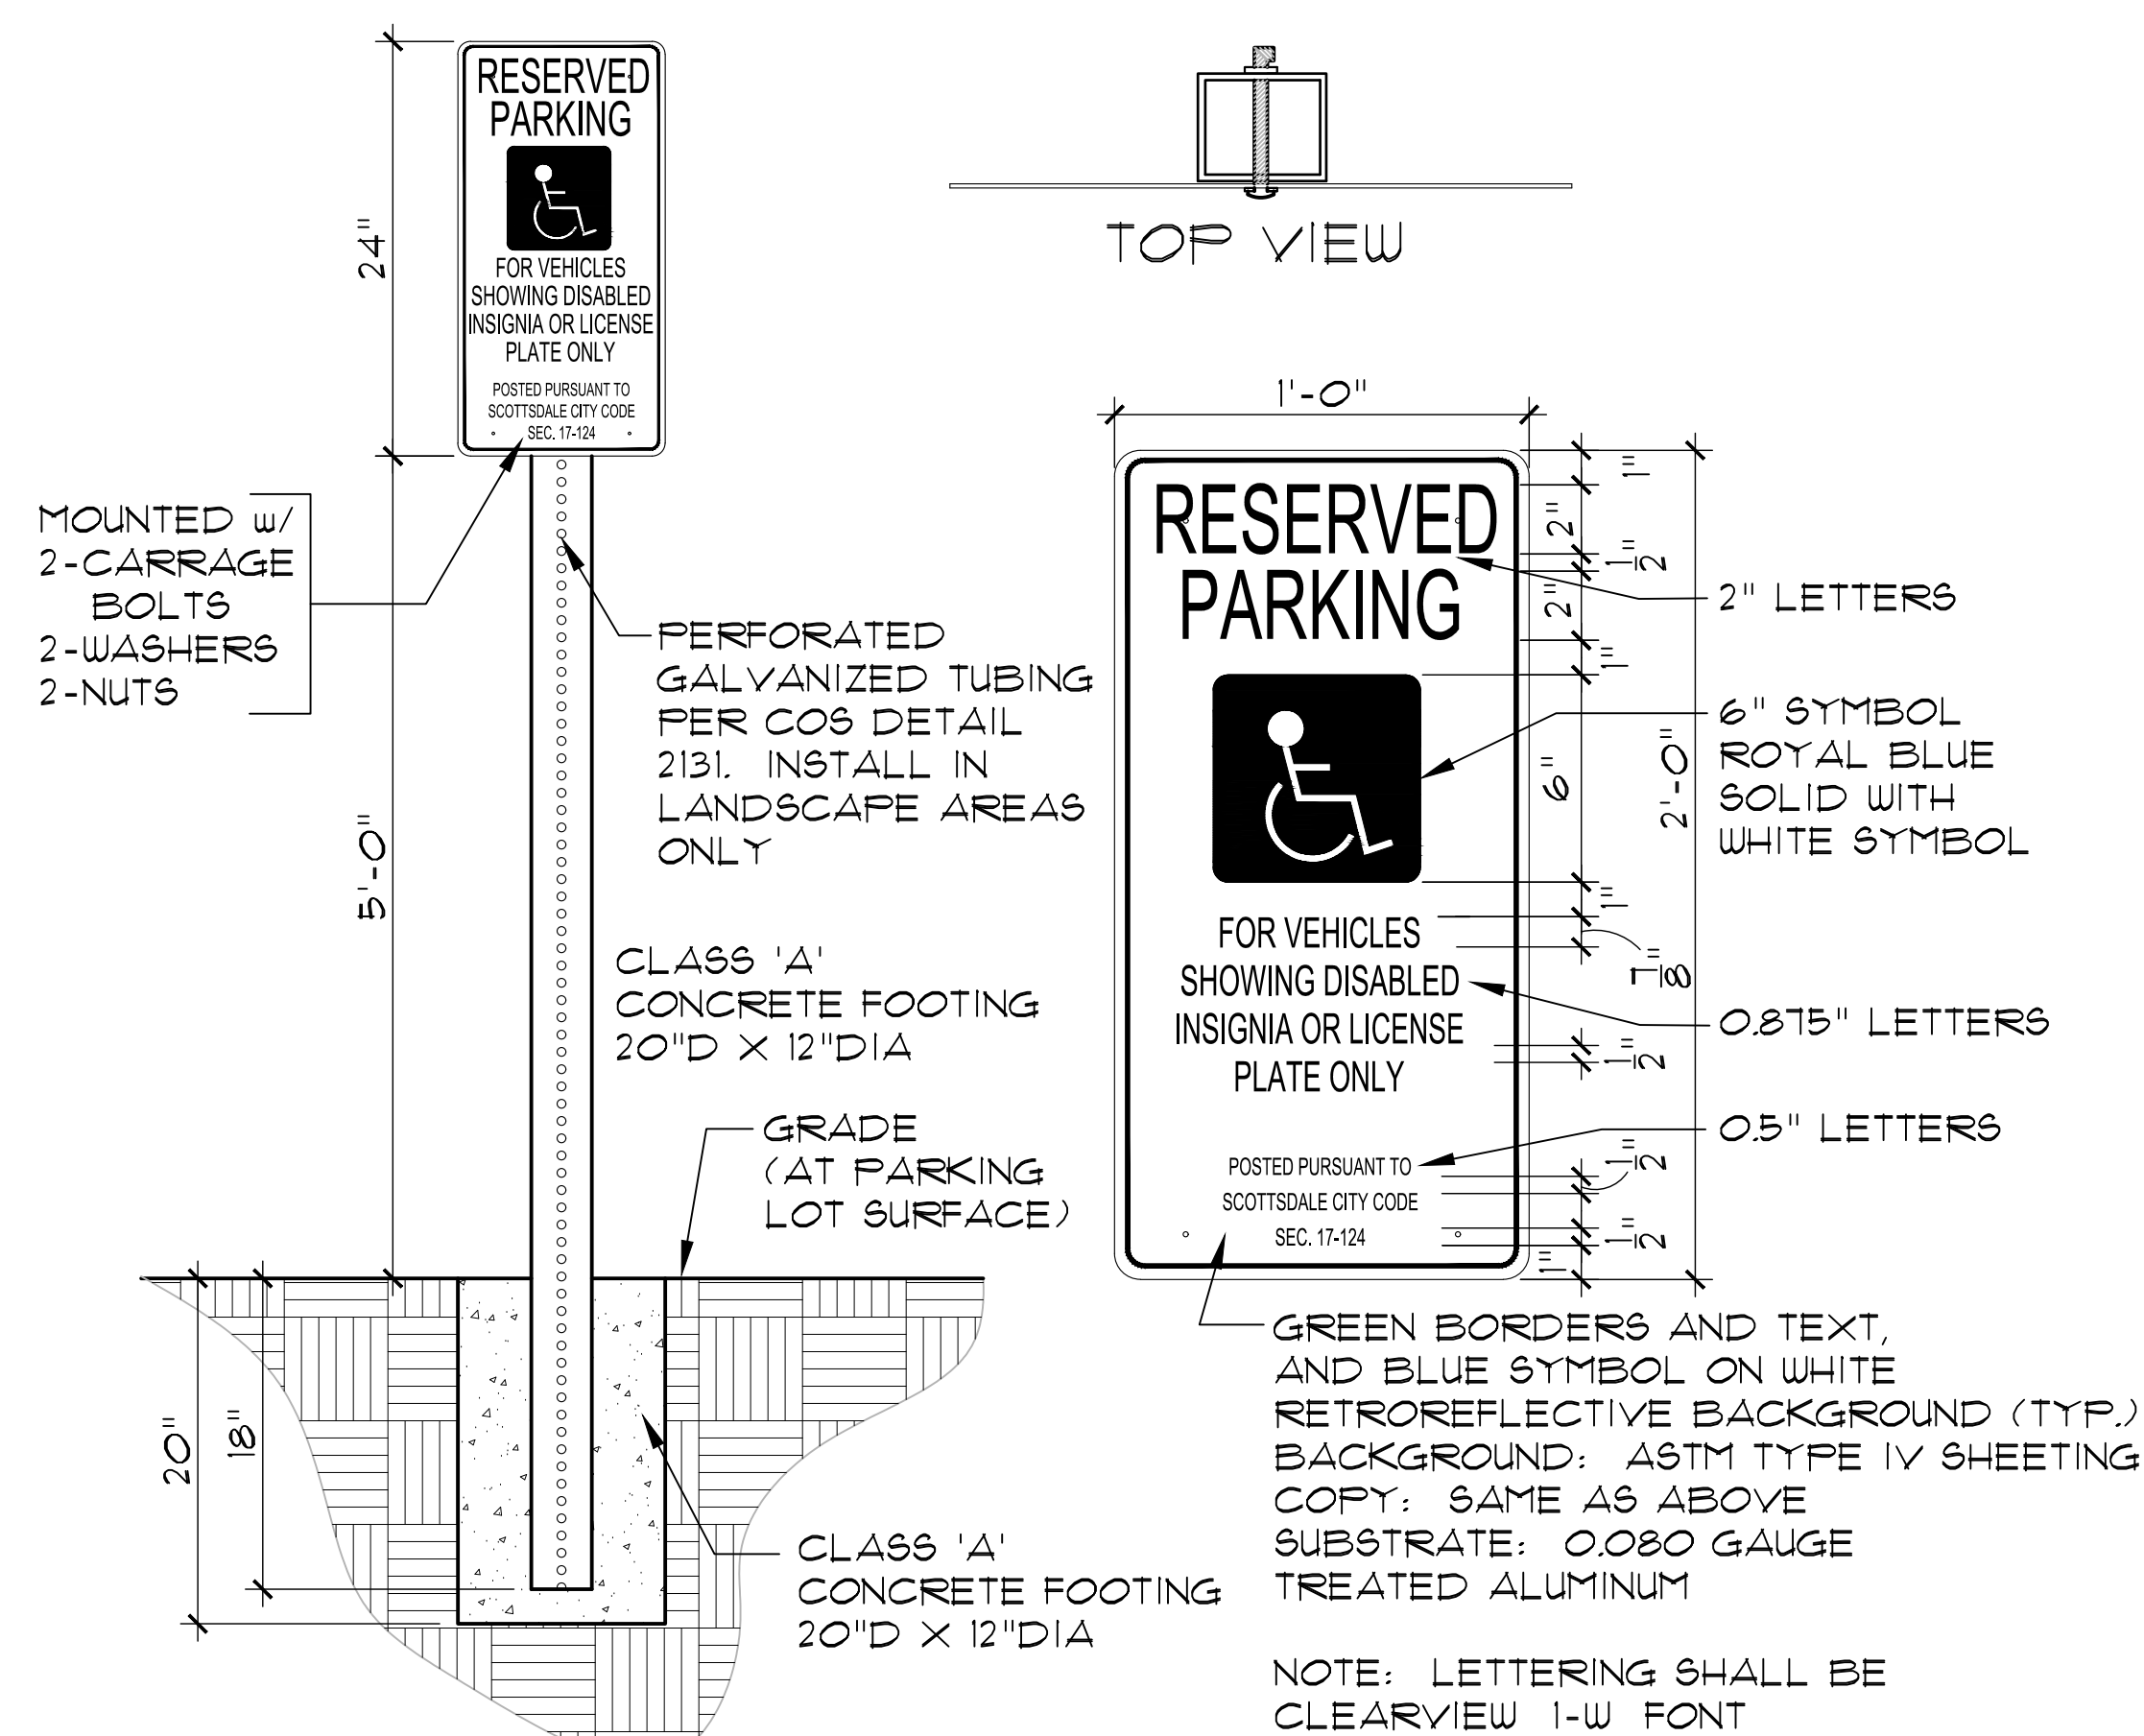 RESERVED
PARKING
FOR VEHICLES
SHOWING DISABLED
INSIGNIA OR LICENSE
PLATE ONLY
POSTED PURSUANT TO
SCOTTSDALE CITY CODE
SEC. 17-124
24"
5'-0"
MOUNTED w/
2-CARRAGE
BOLTS
2-WASHERS
2-NUTS
PERFORATED
GALVANIZED TUBING
PER COS DETAIL
2131. INSTALL IN
LANDSCAPE AREAS
ONLY
CLASS 'A'
CONCRETE FOOTING
20"D X 12"DIA
GRADE
(AT PARKING
LOT SURFACE)
20"
18"
CLASS 'A'
CONCRETE FOOTING
20"D X 12"DIA
TOP VIEW
1'-0"
RESERVED
PARKING
FOR VEHICLES
SHOWING DISABLED
INSIGNIA OR LICENSE
PLATE ONLY
POSTED PURSUANT TO
SCOTTSDALE CITY CODE
SEC. 17-124
1"
2"
1/2"
2"
1"
6"
1"
7/8"
1/2"
1/2"
1/2"
1"
2'-0"
2" LETTERS
6" SYMBOL
ROYAL BLUE
SOLID WITH
WHITE SYMBOL
0.875" LETTERS
0.5" LETTERS
GREEN BORDERS AND TEXT,
AND BLUE SYMBOL ON WHITE
RETROREFLECTIVE BACKGROUND (TYP.)
BACKGROUND: ASTM TYPE IV SHEETING
COPY: SAME AS ABOVE
SUBSTRATE: 0.080 GAUGE
TREATED ALUMINUM
NOTE: LETTERING SHALL BE
CLEARVIEW 1-W FONT